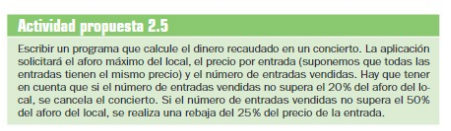 Actividad propuesta 2.5
Escribir un programa que calcule el dinero recaudado en un concierto. La aplicación
solicitará el aforo máximo del local, el precio por entrada (suponemos que todas las
entradas tienen el mismo precio) y el número de entradas vendidas. Hay que tener
en cuenta que si el número de entradas vendidas no supera el 20% del aforo del lo-
cal, se cancela el concierto. Si el número de entradas vendidas no supera el 50%
del aforo del local, se realiza una rebaja del 25% del precio de la entrada.